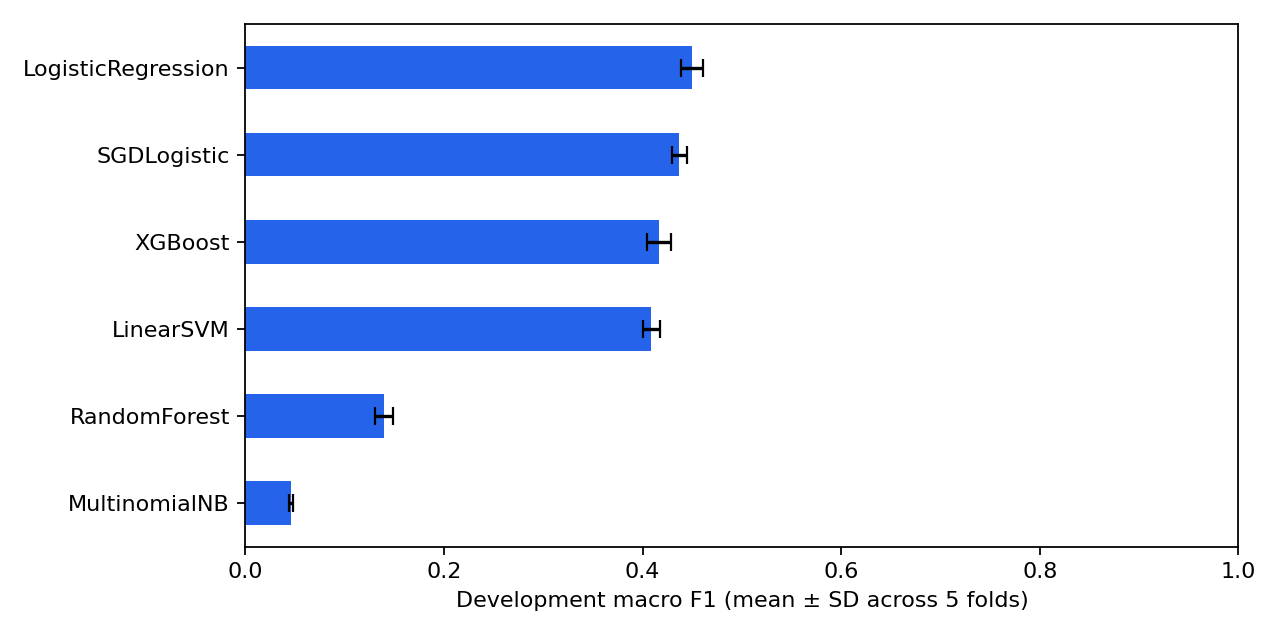 LogisticRegression
SGDLogistic
XGBoost
LinearSVM
RandomForest
MultinomialNB
0.0 0.2 0.4 0.6 0.8 1.0
Development macro F1 (mean ± SD across 5 folds)